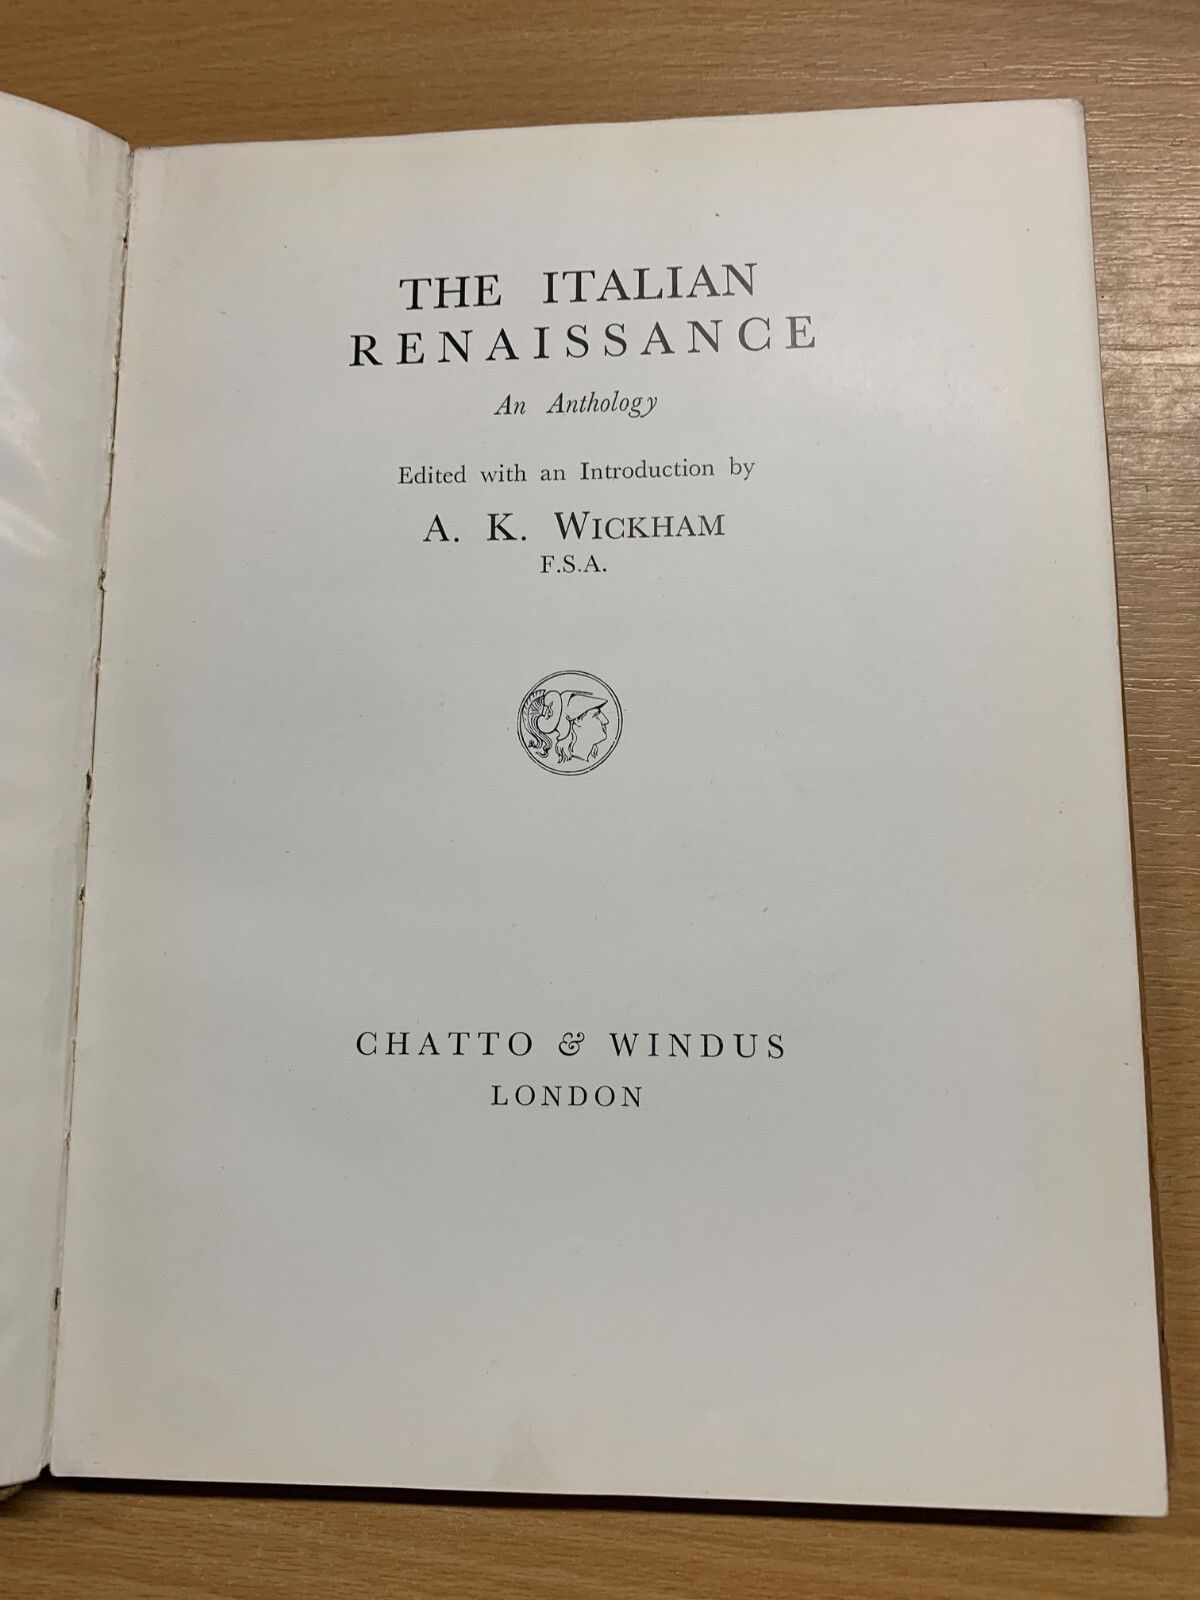 THE ITALIAN
RENAISSANCE
An Anthology
Edited with an Introduction by
A. K. WICKHAM
F.S.A.
CHATTO & WINDUS
LONDON